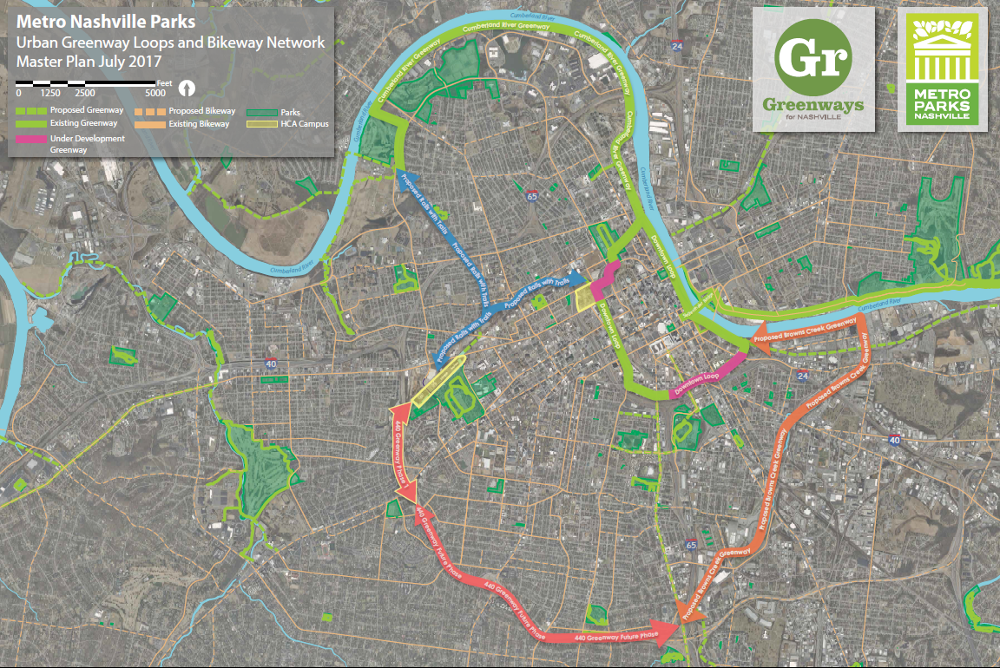 Metro Nashville Parks
Urban Greenway Loops and Bikeway Network
Master Plan July 2017
Feet
0 1250 2500 5000
Proposed Greenway
Proposed Bikeway
Parks
Existing Greenway
Existing Bikeway
HCA Campus
Under Development
Greenway
Gr
Greenways
for NASHVILLE
METRO
PARKS
NASHVILLE
Cumberland River
Cumberland River Greenway
Cumberland River Greenway
Cumberland River Greenway
24
Cumberland River
Cumberland River Greenway
Cumberland River
Proposed Rails with Trails
Proposed Rails with Trails
65
Cumberland River
Downtown Loop
Proposed Rails with Trails
Proposed Rails with Trails
Downtown Loop
Cumberland River
Proposed Browns Creek Greenway
Greenway
40
24
Downtown Loop
Proposed Browns Creek
40
440 Greenway Phase 1
Proposed Browns Creek Greenway
440 Greenway Future Phase
65
Proposed Browns Creek Greenway
440 Greenway Future Phase
440 Greenway Future Phase